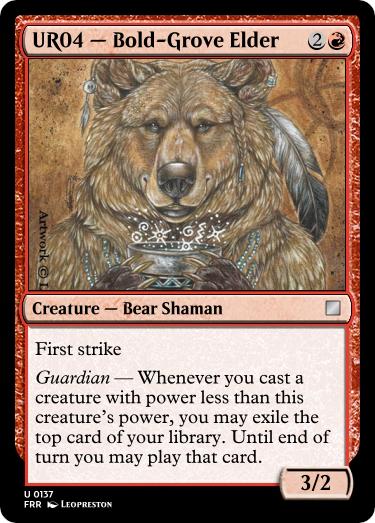 UR04 — Bold-Grove Elder 2
Artwork ©
Creature — Bear Shaman
First strike
Guardian — Whenever you cast a
creature with power less than this
creature's power, you may exile the
top card of your library. Until end of
turn you may play that card.
3/2
U 0137
FRR Leopreston